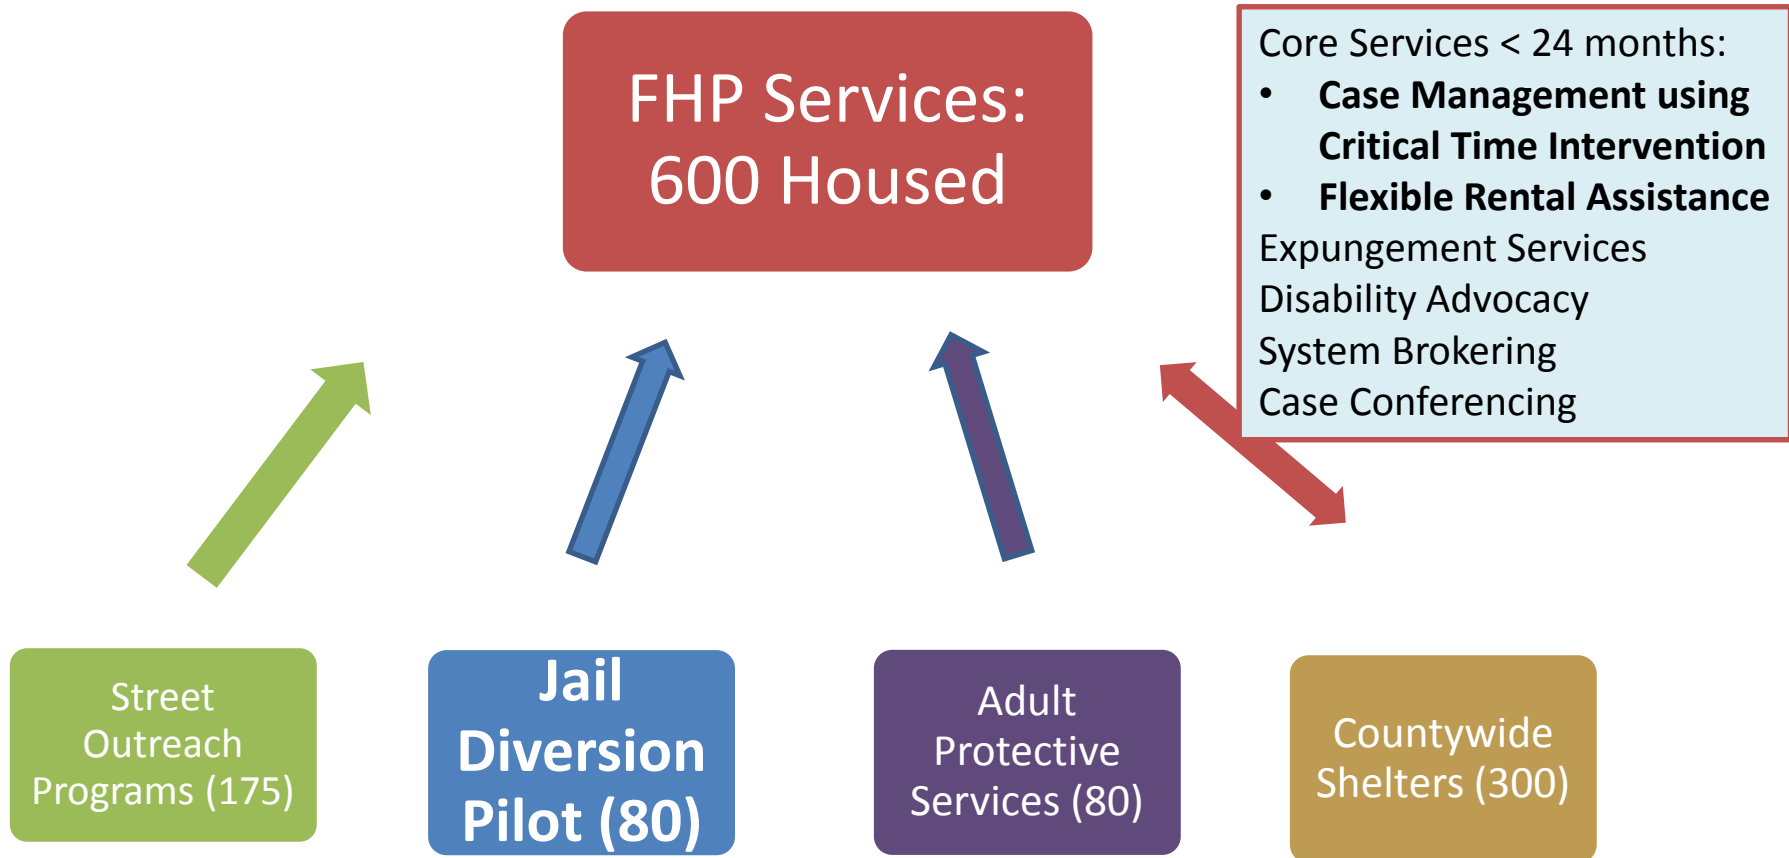 FHP Services:
600 Housed
Core Services < 24 months:
• Case Management using
Critical Time Intervention
• Flexible Rental Assistance
Expungement Services
Disability Advocacy
System Brokering
Case Conferencing
Street
Outreach
Programs (175)
Jail
Diversion
Pilot (80)
Adult
Protective
Services (80)
Countywide
Shelters (300)